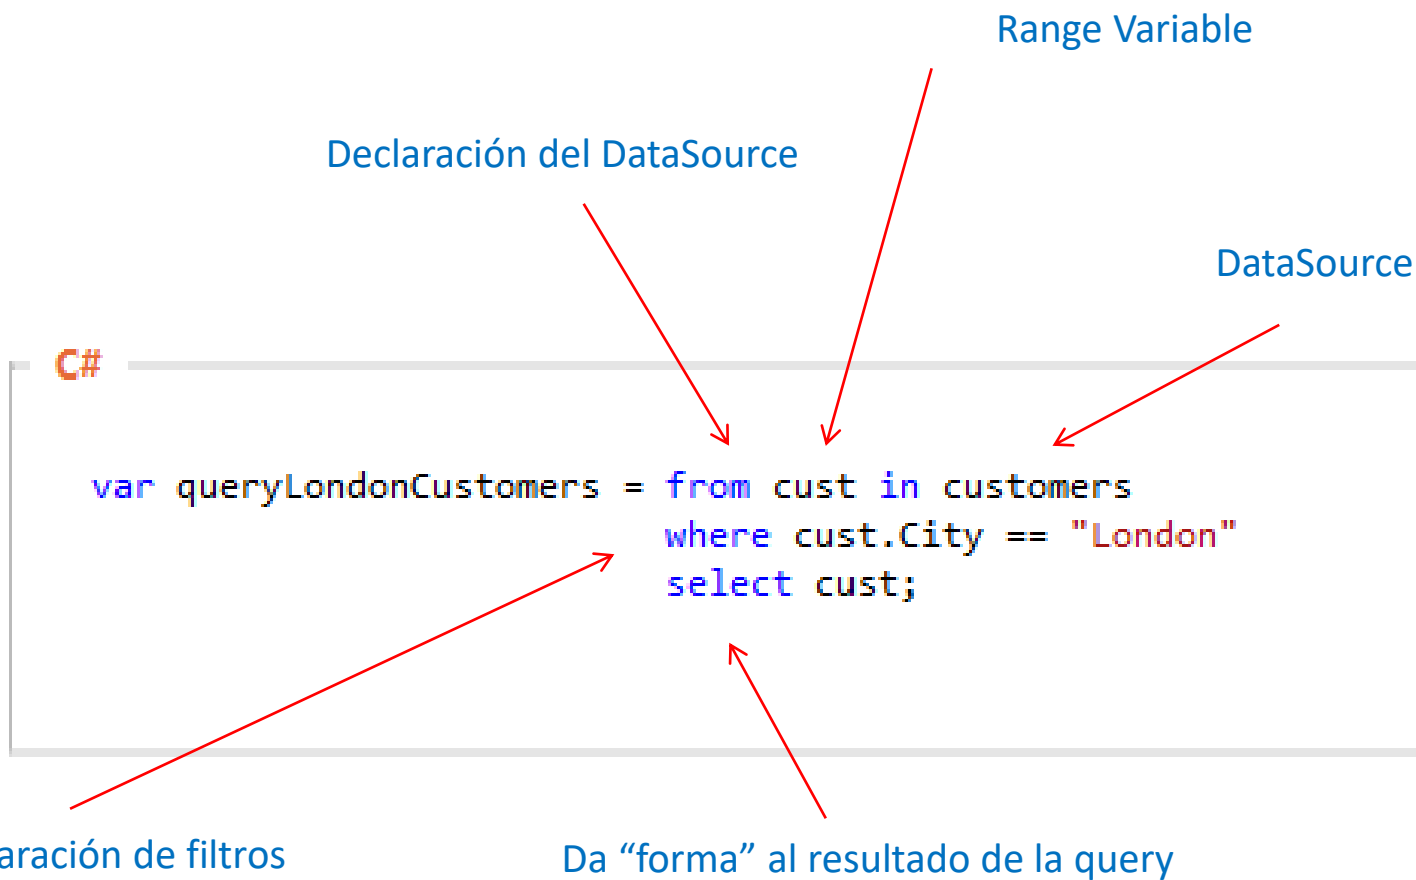 Range Variable
Declaración del DataSource
DataSource
C#
var queryLondonCustomers = from cust in customers
where cust.City == "London"
select cust;
de filtros
Da “forma” al resultado de la query